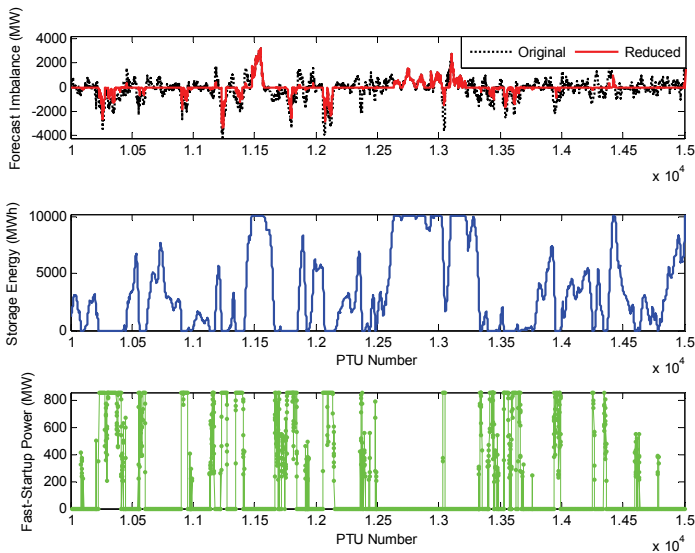 Forecast Imbalance (MW)
4000
2000
0
-2000
-4000
Original
Reduced
1 1.05 1.1 1.15 1.2 1.25 1.3 1.35 1.4 1.45 1.5
x 10^4
Storage Energy (MWh)
10000
5000
0
1 1.05 1.1 1.15 1.2 1.25 1.3 1.35 1.4 1.45 1.5
PTU Number
x 10^4
Fast-Startup Power (MW)
800
600
400
200
0
1 1.05 1.1 1.15 1.2 1.25 1.3 1.35 1.4 1.45 1.5
PTU Number
x 10^4